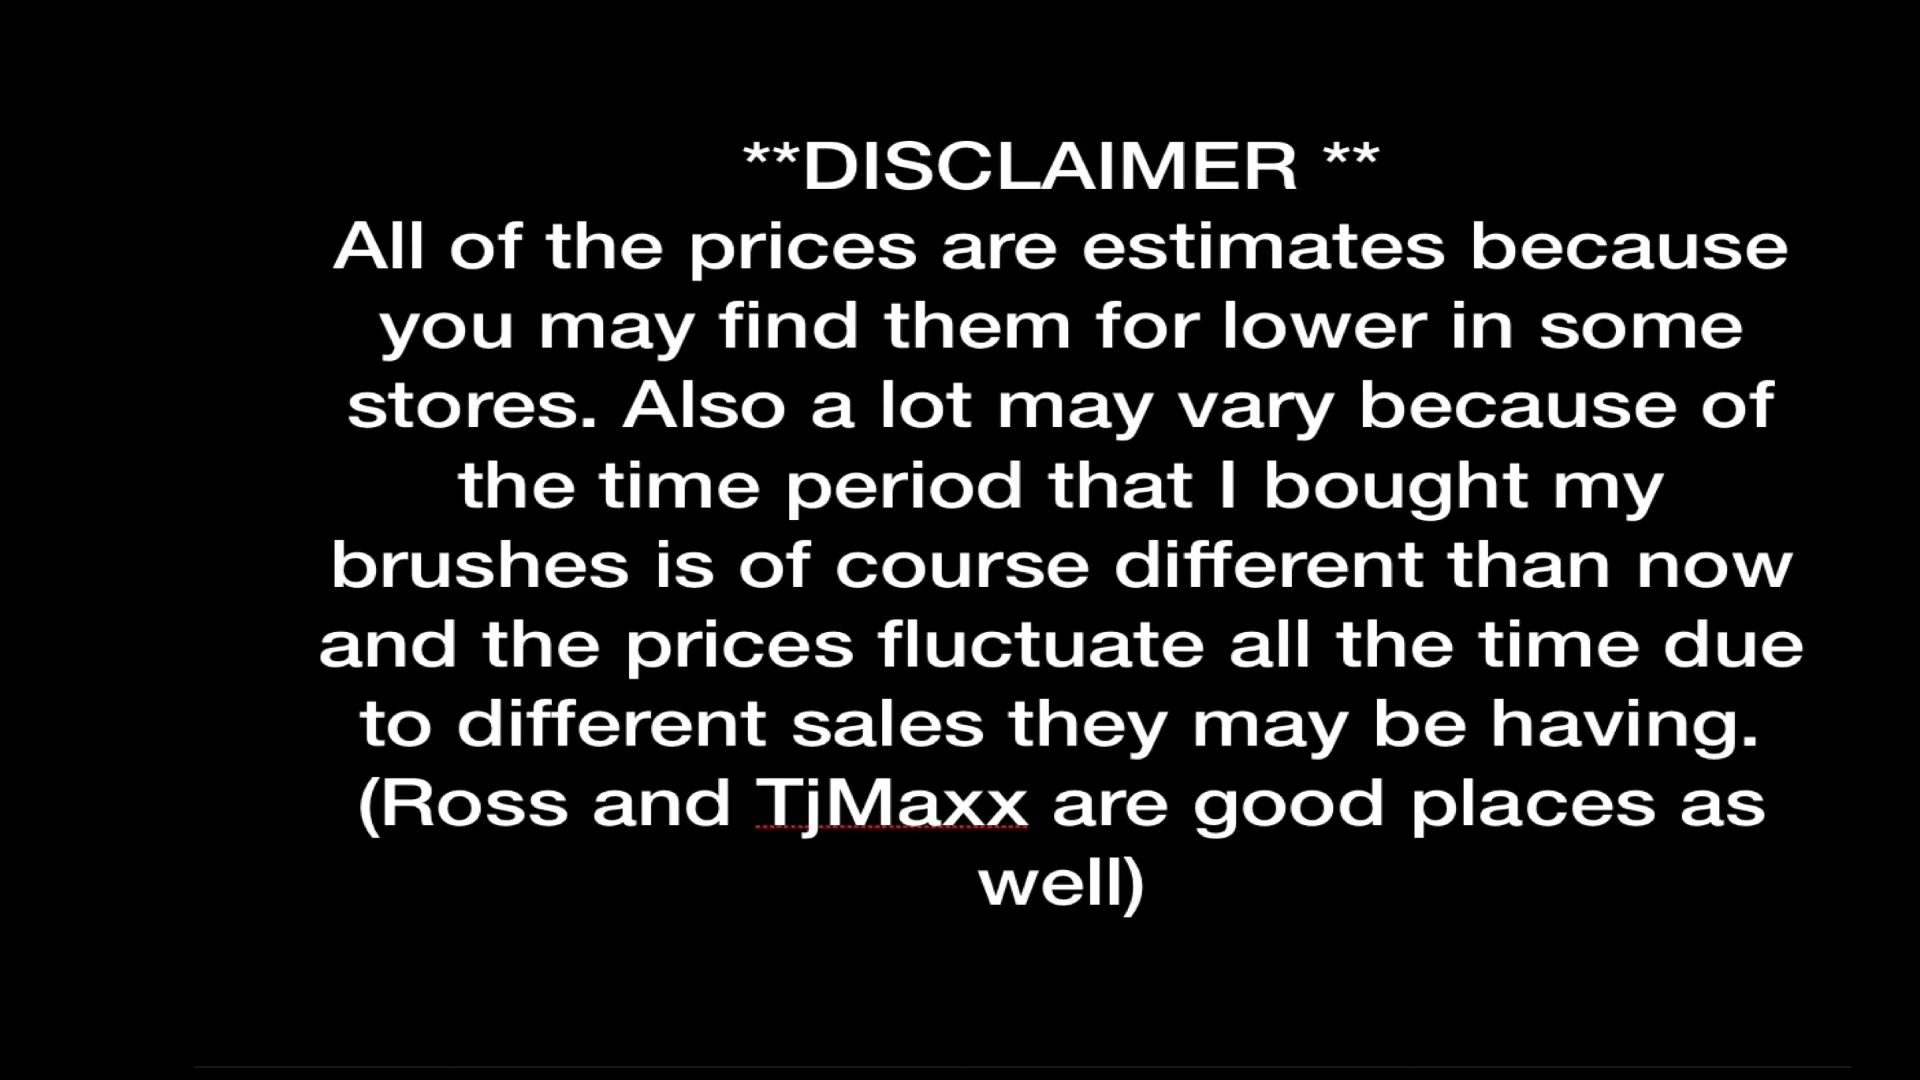 **DISCLAIMER **
All of the prices are estimates because
you may find them for lower in some
stores. Also a lot may vary because of
the time period that I bought my
brushes is of course different than now
and the prices fluctuate all the time due
to different sales they may be having.
(Ross and TjMaxx are good places as
well)